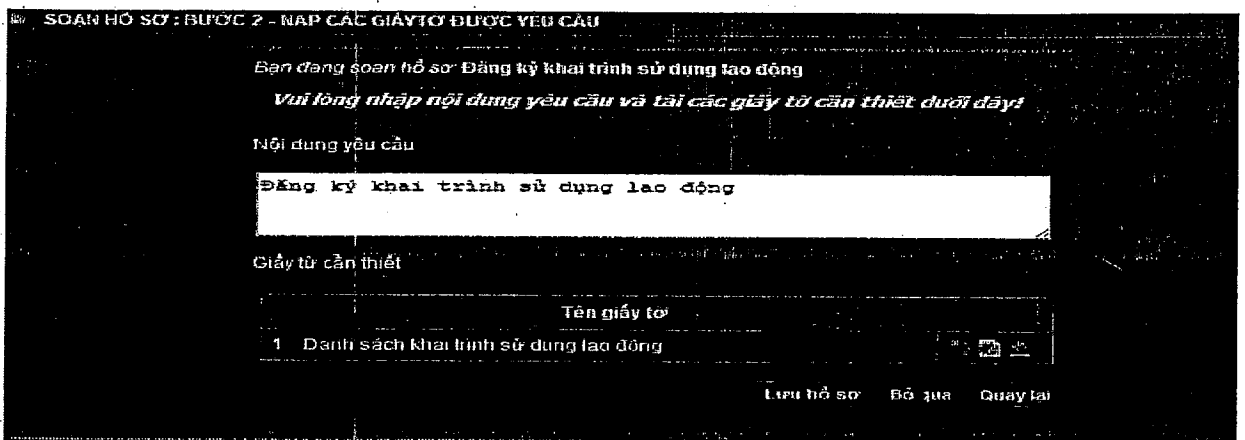 SOẠN HỒ SƠ : BƯỚC 2 - NẠP CÁC GIẤY TỜ ĐƯỢC YÊU CẦU
Bạn đang soạn hồ sơ: Đăng ký khai trình sử dụng lao động
Vui lòng nhập nội dung yêu cầu và tải các giấy tờ cần thiết dưới đây!
Nội dung yêu cầu
Đăng ký khai trình sử dụng lao động
Giấy tờ cần thiết
Tên giấy tờ
1 Danh sách khai trình sử dụng lao động
Lưu hồ sơ Bỏ qua Quay lại